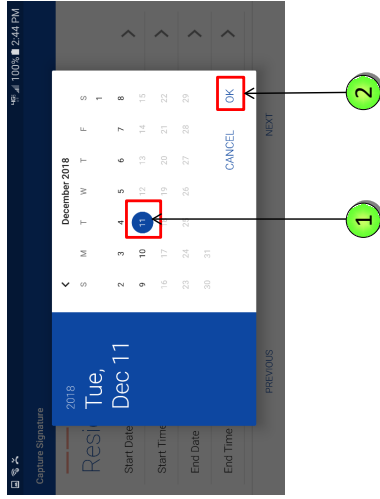 4G 100% 2:44 PM
Capture Signature
Resi
Start Date
Start Time
End Date
End Time
PREVIOUS
NEXT
2018
Tue,
Dec 11
December 2018
S M T W T F S
1
2 3 4 5 6 7 8
9 10 11 12 13 14 15
16 17 19 20 21 22
23 24 25 26 27 28 29
30 31
CANCEL OK
1
2